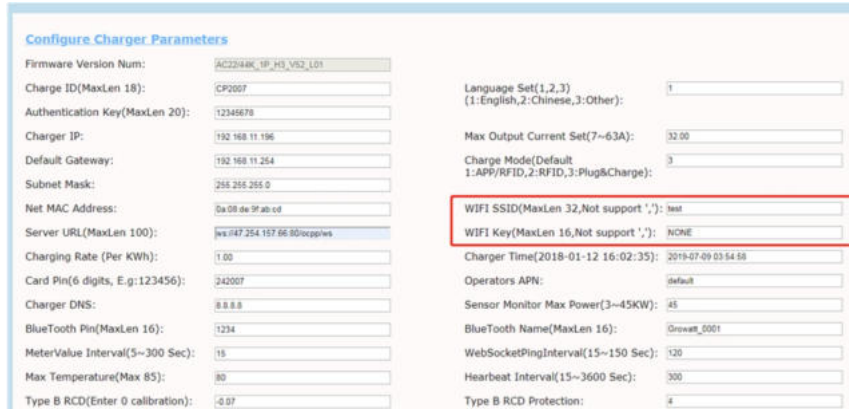 Configure Charger Parameters
Firmware Version Num: AC22/44K_1P_H3_V52_L01
Charge ID(MaxLen 18): CP2007
Language Set(1,2,3)
(1:English,2:Chinese,3:Other): 1
Authentication Key(MaxLen 20): 12345678
Charger IP: 192.168.11.196
Max Output Current Set(7~63A): 32.00
Default Gateway: 192.168.11.254
Charge Mode(Default
1:APP/RFID,2:RFID,3:Plug&Charge): 3
Subnet Mask: 255.255.255.0
Net MAC Address: 0a:08:de:9f:ab:cd
WIFI SSID(MaxLen 32,Not support ','): test
Server URL(MaxLen 100): ws://47.254.157.66:80/ocpp/ws
WIFI Key(MaxLen 16,Not support ','): NONE
Charging Rate (Per KWh): 1.00
Charger Time(2018-01-12 16:02:35): 2019-07-09 03:54:58
Card Pin(6 digits, E.g:123456): 242007
Operators APN: default
Charger DNS: 8.8.8.8
Sensor Monitor Max Power(3~45KW): 45
BlueTooth Pin(MaxLen 16): 1234
BlueTooth Name(MaxLen 16): Growatt_0001
MeterValue Interval(5~300 Sec): 15
WebSocketPingInterval(15~150 Sec): 120
Max Temperature(Max 85): 80
Hearbeat Interval(15~3600 Sec): 300
Type B RCD(Enter 0 calibration): -0.07
Type B RCD Protection: 4